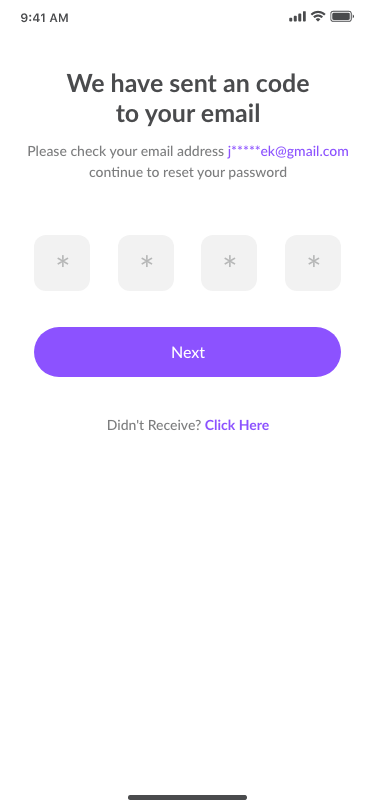 9:41 AM
We have sent an code
to your email
Please check your email address j*****ek@gmail.com
continue to reset your password
* * * *
Next
Didn't Receive? Click Here